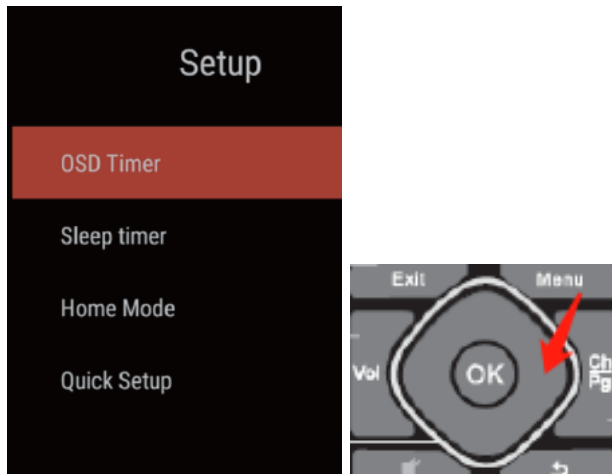 Setup
OSD Timer
Sleep timer
Home Mode
Quick Setup
Exit
Menu
Vol
OK
Ch
Pg